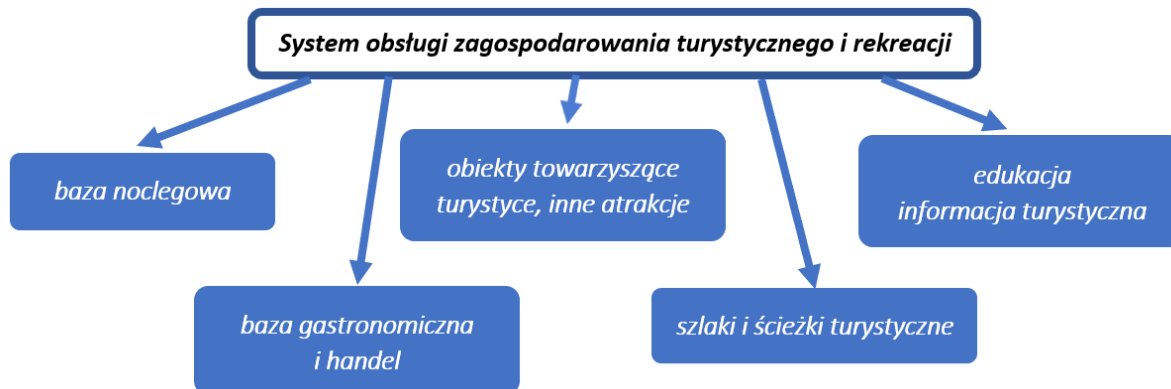 System obsługi zagospodarowania turystycznego i rekreacji
baza noclegowa
obiekty towarzyszące
turystyce, inne atrakcje
edukacja
informacja turystyczna
baza gastronomiczna
i handel
szlaki i ścieżki turystyczne